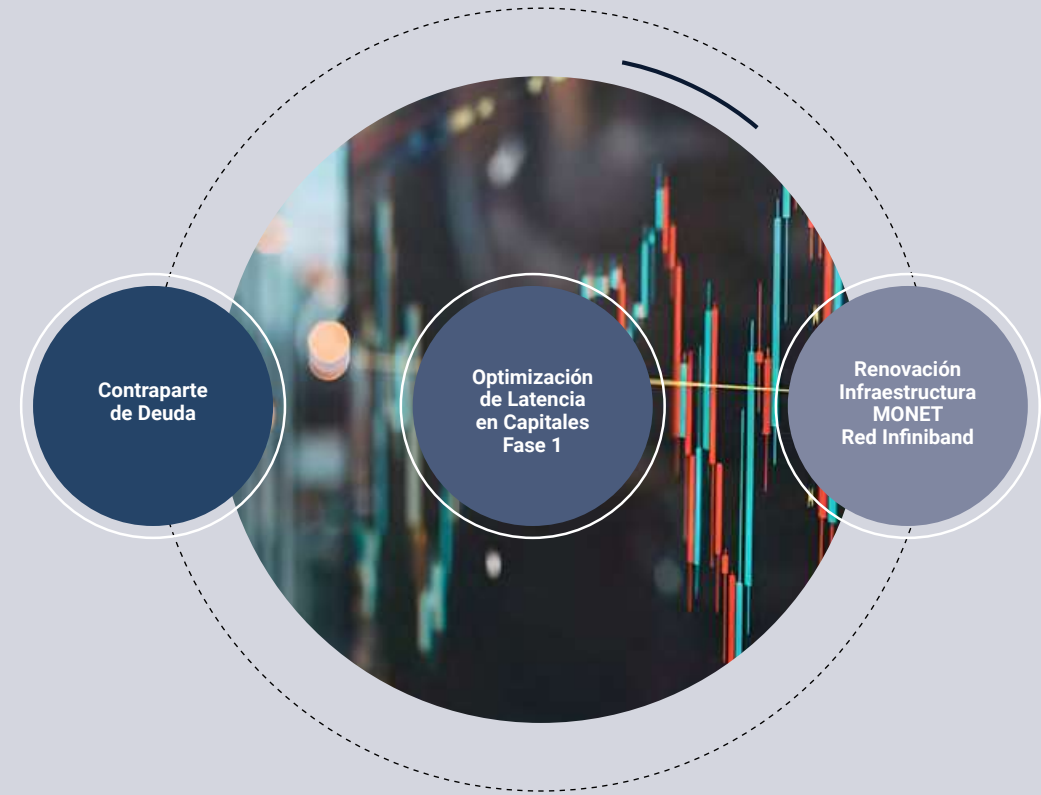 Contraparte
de Deuda
Optimización
de Latencia
en Capitales
Fase 1
Renovación
Infraestructura
MONET
Red Infiniband